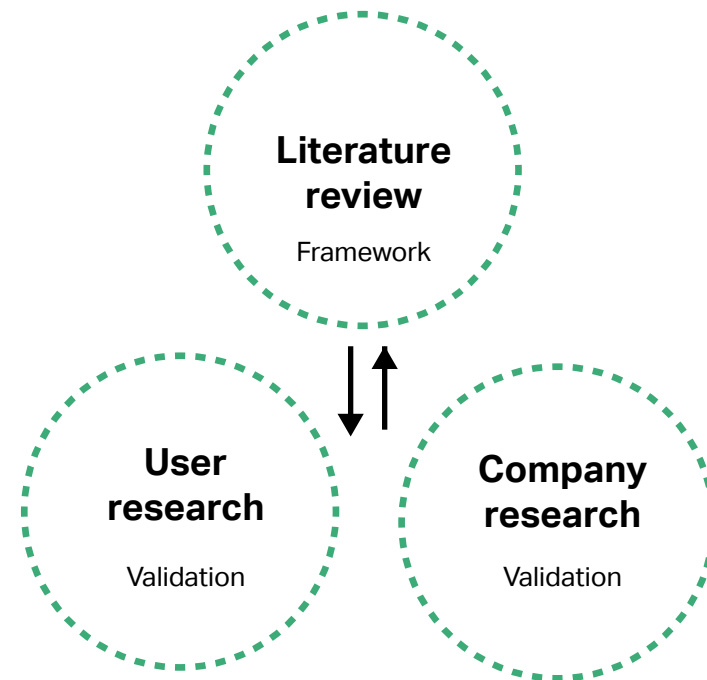 Literature
review
Framework
User
research
Validation
Company
research
Validation